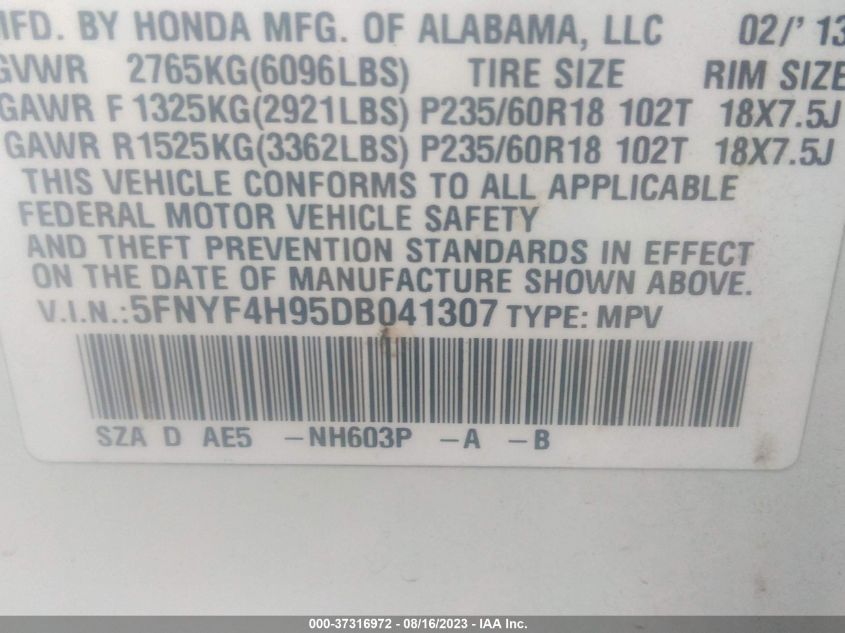 MFD. BY HONDA MFG. OF ALABAMA, LLC 02/' 13
GVWR 2765KG(6096LBS) TIRE SIZE RIM SIZE
GAWR F 1325KG(2921LBS) P235/60R18 102T 18X7.5J
GAWR R1525KG(3362LBS) P235/60R18 102T 18X7.5J
THIS VEHICLE CONFORMS TO ALL APPLICABLE
FEDERAL MOTOR VEHICLE SAFETY
AND THEFT PREVENTION STANDARDS IN EFFECT
ON THE DATE OF MANUFACTURE SHOWN ABOVE.
V.I.N.:5FNYF4H95DB041307 TYPE: MPV
SZA D AE5 -NH603P -A -B
000-37316972 - 08/16/2023 - IAA Inc.